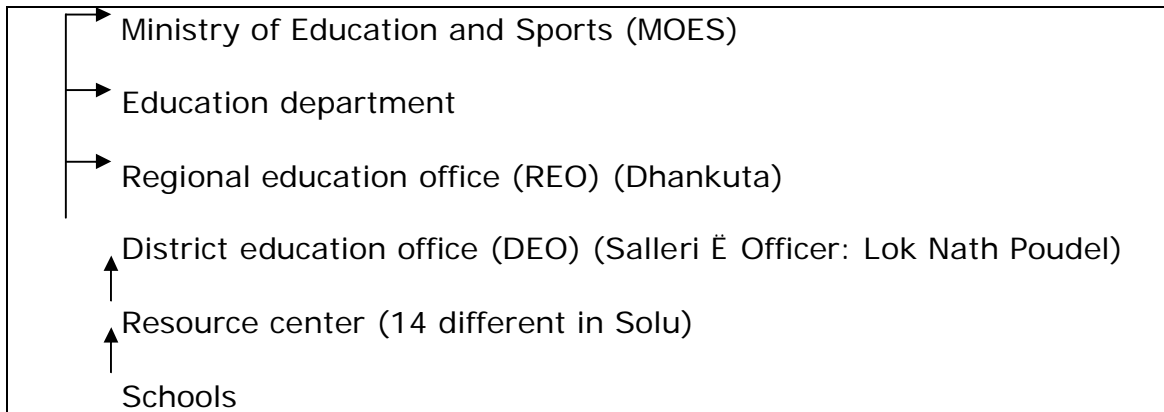 Ministry of Education and Sports (MOES)
Education department
Regional education office (REO) (Dhankuta)
District education office (DEO) (Salleri Ë Officer: Lok Nath Poudel)
Resource center (14 different in Solu)
Schools